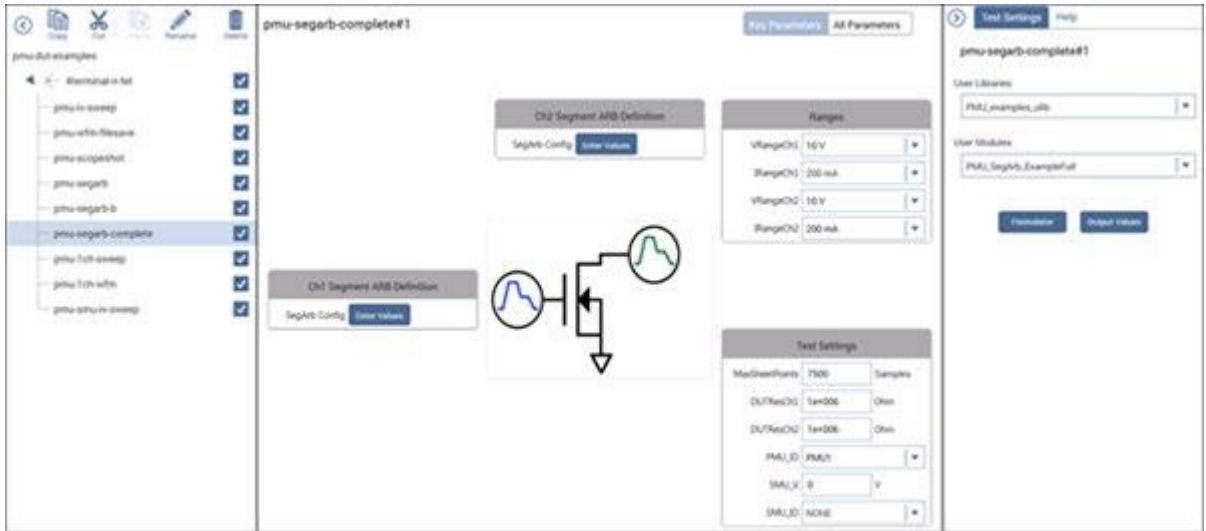 Copy Cut Paste Rename Delete
pmu-dut-examples
4terminal-n-fet
pmu-iv-sweep
pmu-wfm-filesave
pmu-scopeshot
pmu-segarb
pmu-segarb-b
pmu-segarb-complete
pmu-1ch-sweep
pmu-1ch-wfm
pmu-smu-iv-sweep
pmu-segarb-complete#1
Key Parameters All Parameters
Ch2 Segment ARB Definition
SegArb Config Enter Values
Ch1 Segment ARB Definition
SegArb Config Enter Values
Ranges
VRangeCh1 10 V
IRangeCh1 200 mA
VRangeCh2 10 V
IRangeCh2 200 mA
Test Settings
MaxSheetPoints 7500 Samples
DUTResCh1 1e+006 Ohm
DUTResCh2 1e+006 Ohm
PMU_ID PMU1
SMU_V 0 V
SMU_ID NONE
Test Settings Help
pmu-segarb-complete#1
User Libraries:
PMU_examples_ulib
User Modules:
PMU_SegArb_ExampleFull
Formulator Output Values